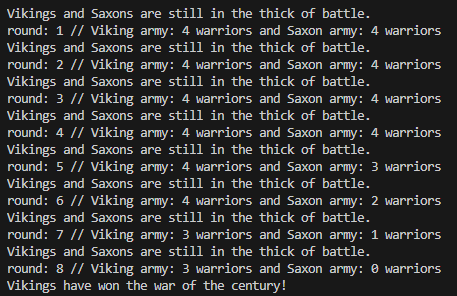 Vikings and Saxons are still in the thick of battle.
round: 1 // Viking army: 4 warriors and Saxon army: 4 warriors
Vikings and Saxons are still in the thick of battle.
round: 2 // Viking army: 4 warriors and Saxon army: 4 warriors
Vikings and Saxons are still in the thick of battle.
round: 3 // Viking army: 4 warriors and Saxon army: 4 warriors
Vikings and Saxons are still in the thick of battle.
round: 4 // Viking army: 4 warriors and Saxon army: 4 warriors
Vikings and Saxons are still in the thick of battle.
round: 5 // Viking army: 4 warriors and Saxon army: 3 warriors
Vikings and Saxons are still in the thick of battle.
round: 6 // Viking army: 4 warriors and Saxon army: 2 warriors
Vikings and Saxons are still in the thick of battle.
round: 7 // Viking army: 3 warriors and Saxon army: 1 warriors
Vikings and Saxons are still in the thick of battle.
round: 8 // Viking army: 3 warriors and Saxon army: 0 warriors
Vikings have won the war of the century!